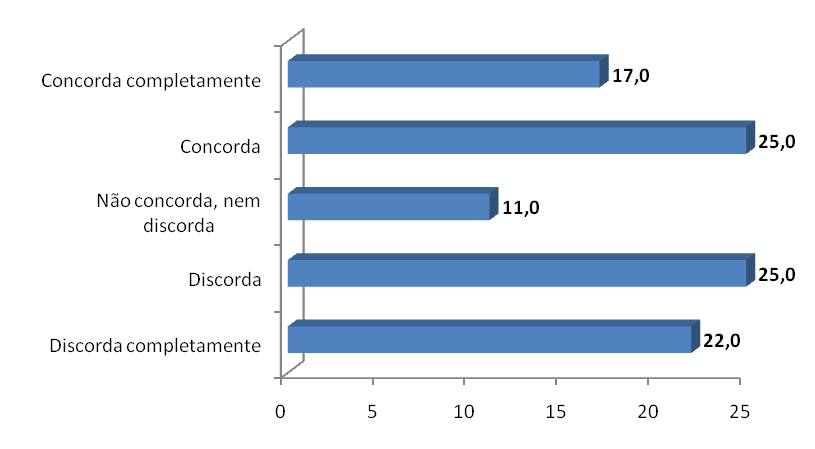 Concorda completamente
17,0
Concorda
25,0
Não concorda, nem
discorda
11,0
Discorda
25,0
Discorda completamente
22,0
0 5 10 15 20 25